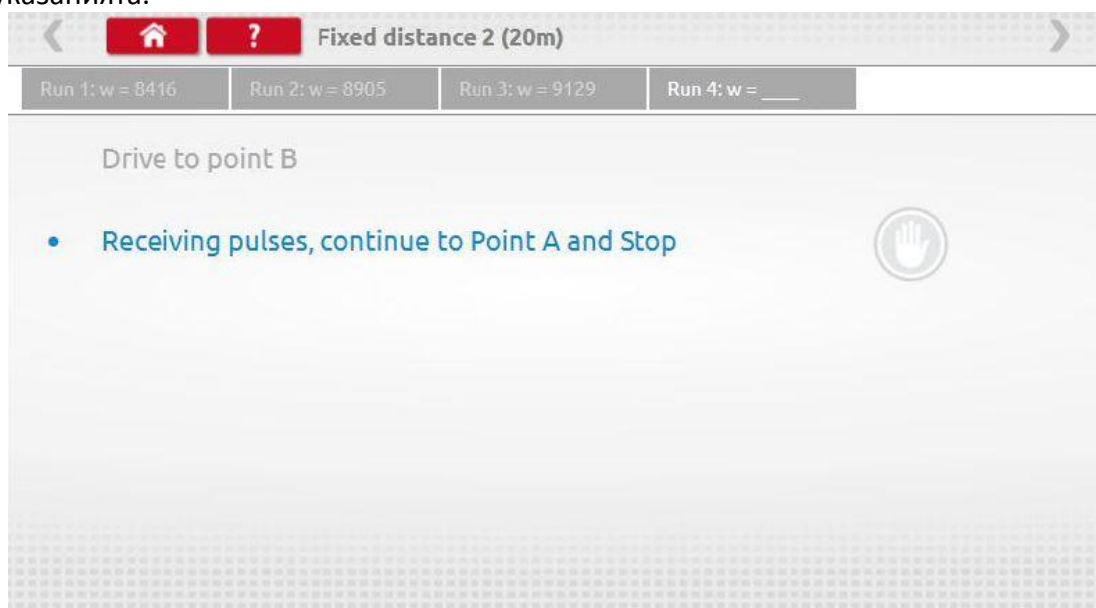 указанията.
? Fixed distance 2 (20m)
Run 1: w = 8416 Run 2: w = 8905 Run 3: w = 9129 Run 4: w = ____
Drive to point B
• Receiving pulses, continue to Point A and Stop